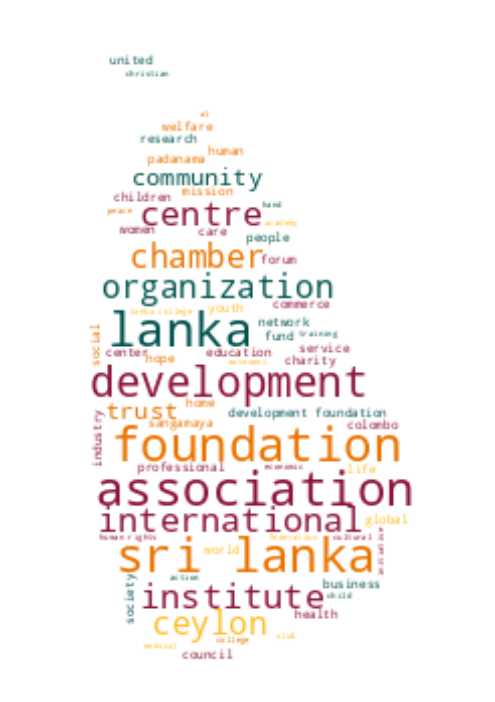 united
christian
al
welfare
research
human
padanama
community
mission
children
hand
peace
centre
academy
women
care
people
chamber
forum
organization
commerce
lanka college
youth
lanka
network
social
fund
training
center
education
service
hope
movement
charity
development
home
trust
development foundation
industry
sangamaya
colombo
foundation
professional
economic
life
association
international
global
human rights
federation
cultural
initiative
sri lanka
world
action
society
business
institute
child
health
ceylon
club
college
medical
council